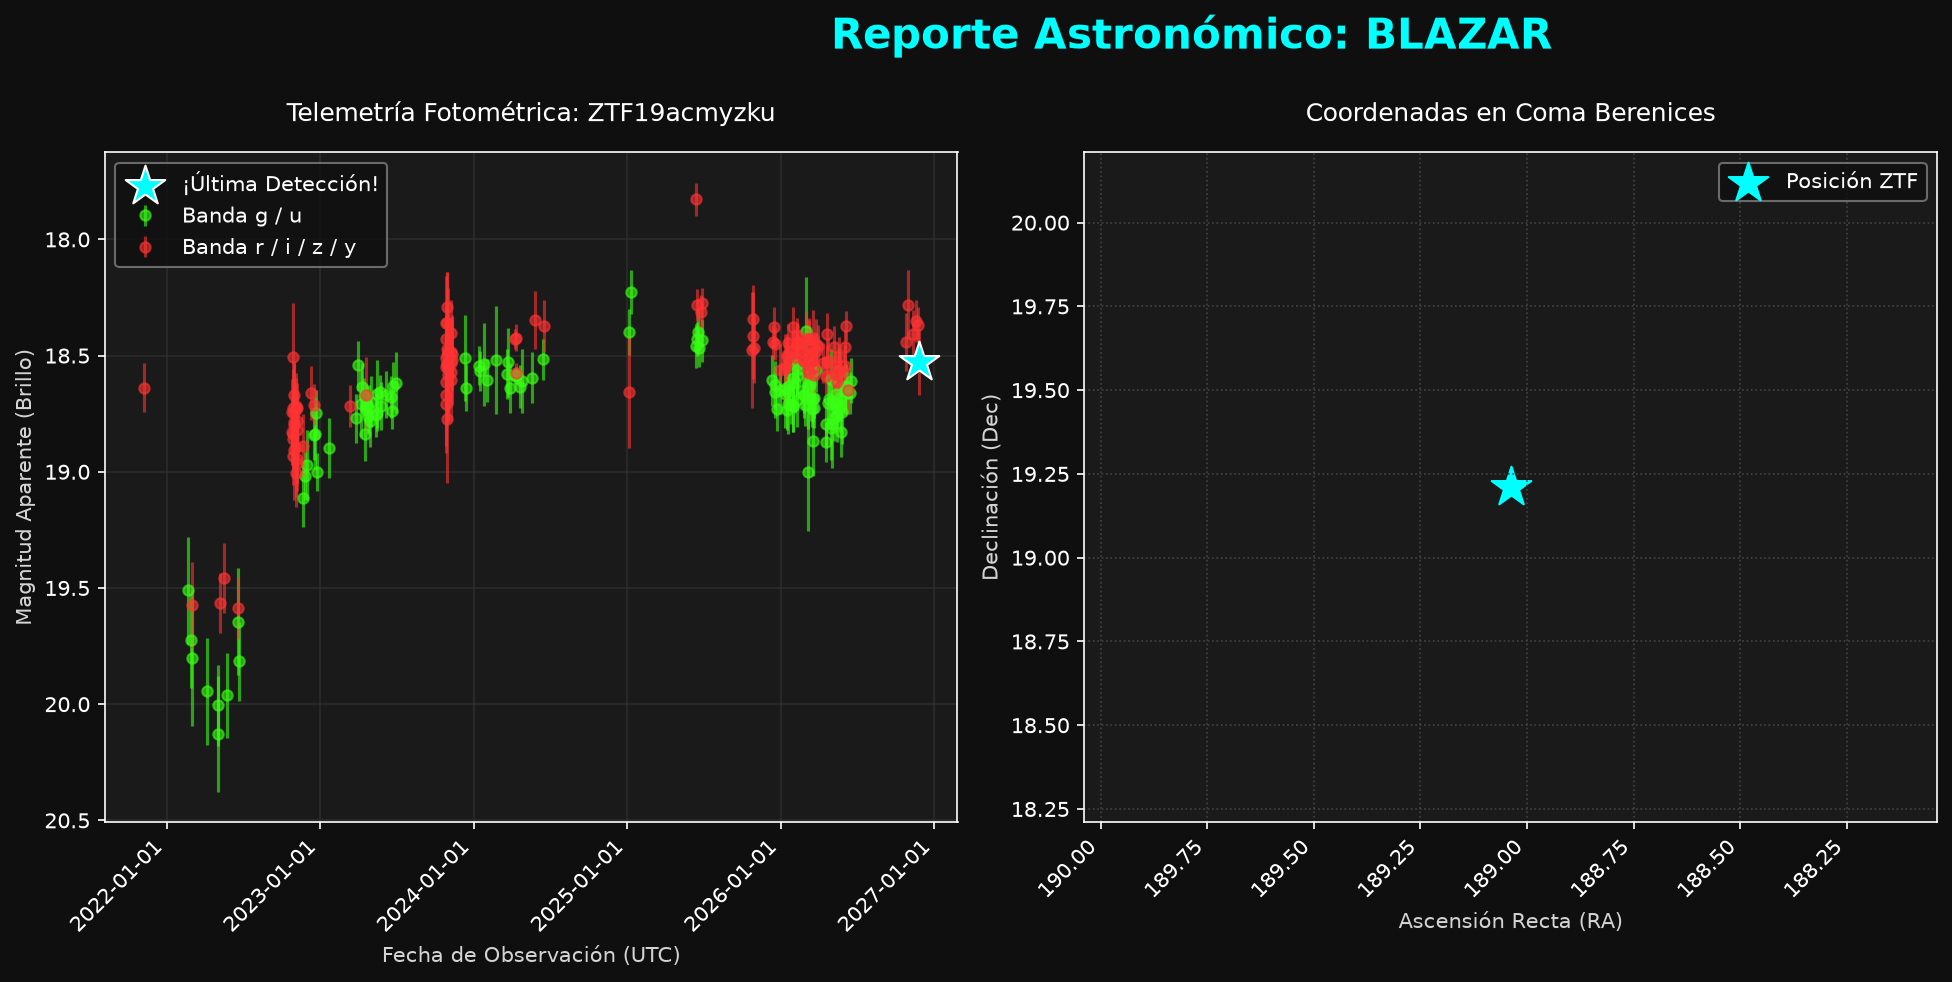 Reporte Astronómico: BLAZAR
Telemetría Fotométrica: ZTF19acmyzku
¡Última Detección!
Banda g / u
Banda r / i / z / y
Magnitud Aparente (Brillo)
18.0
18.5
19.0
19.5
20.0
20.5
2022-01-01
2023-01-01
2024-01-01
2025-01-01
2026-01-01
2027-01-01
Fecha de Observación (UTC)
Coordenadas en Coma Berenices
Posición ZTF
Declinación (Dec)
20.00
19.75
19.50
19.25
19.00
18.75
18.50
18.25
190.00
189.75
189.50
189.25
189.00
188.75
188.50
188.25
Ascensión Recta (RA)